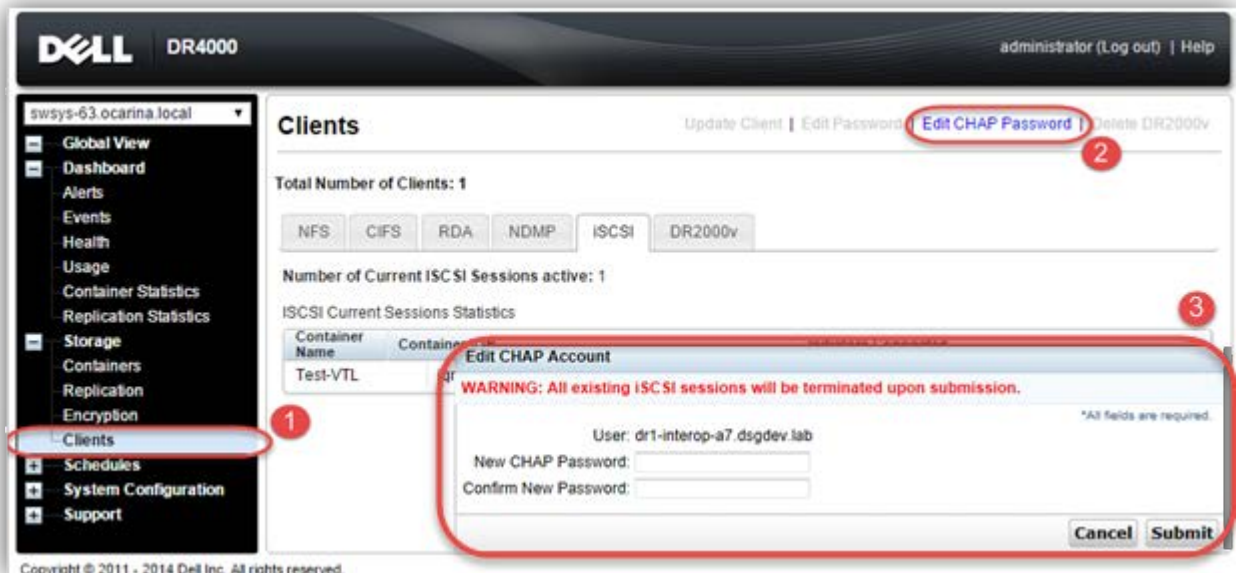 DELL DR4000 administrator (Log out) | Help
swsys-63.ocarina.local
Global View
Dashboard
Alerts
Events
Health
Usage
Container Statistics
Replication Statistics
Storage
Containers
Replication
Encryption
Clients
Schedules
System Configuration
Support
1
Clients Update Client | Edit Password | Edit CHAP Password | Delete DR2000v
2
Total Number of Clients: 1
NFS CIFS RDA NDMP iSCSI DR2000v
Number of Current ISCSI Sessions active: 1
ISCSI Current Sessions Statistics
3
Container Name
Test-VTL
Edit CHAP Account
WARNING: All existing iSCSI sessions will be terminated upon submission.
*All fields are required.
User: dr1-interop-a7.dsgdev.lab
New CHAP Password:
Confirm New Password:
Cancel Submit
Copyright © 2011 - 2014 Dell Inc. All rights reserved.